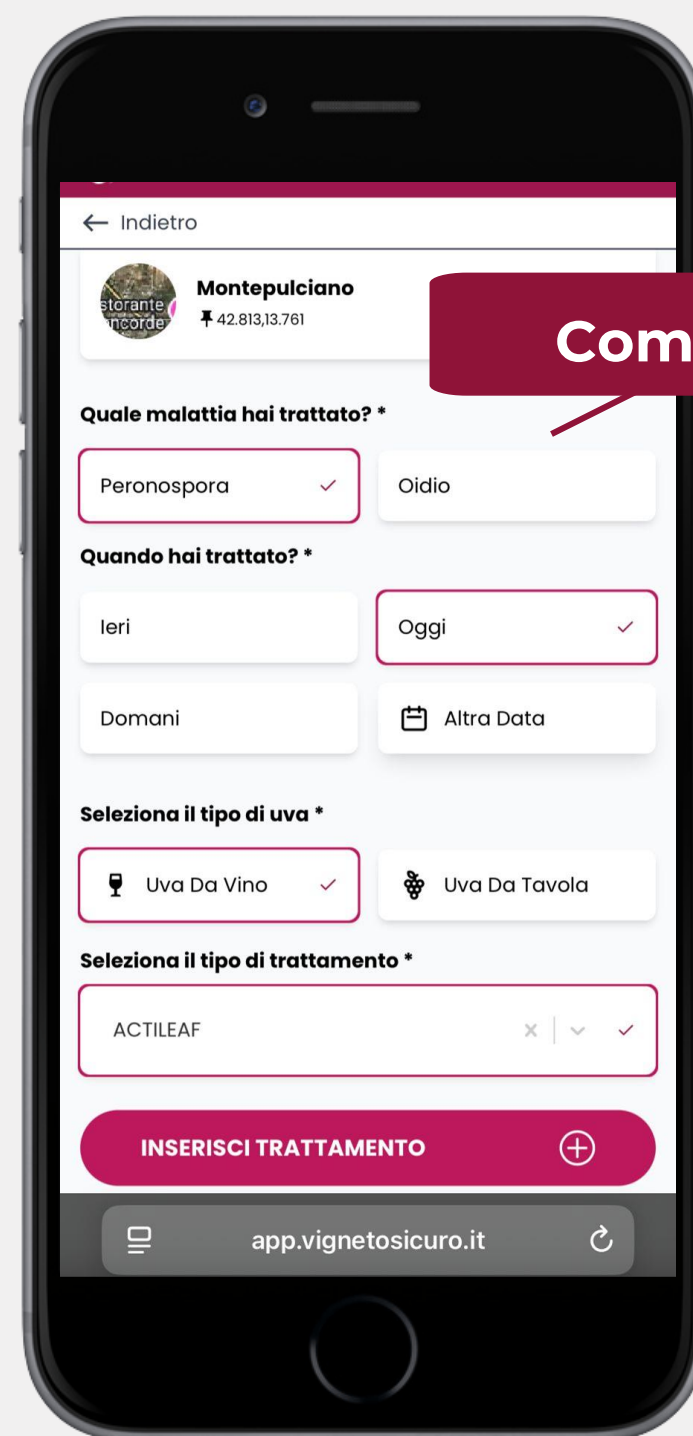 Indietro
storante
ncorde
Montepulciano
42.813,13.761
Com
Quale malattia hai trattato? *
Peronospora
Oidio
Quando hai trattato? *
Ieri
Oggi
Domani
Altra Data
Seleziona il tipo di uva *
Uva Da Vino
Uva Da Tavola
Seleziona il tipo di trattamento *
ACTILEAF
INSERISCI TRATTAMENTO
app.vignetosicuro.it